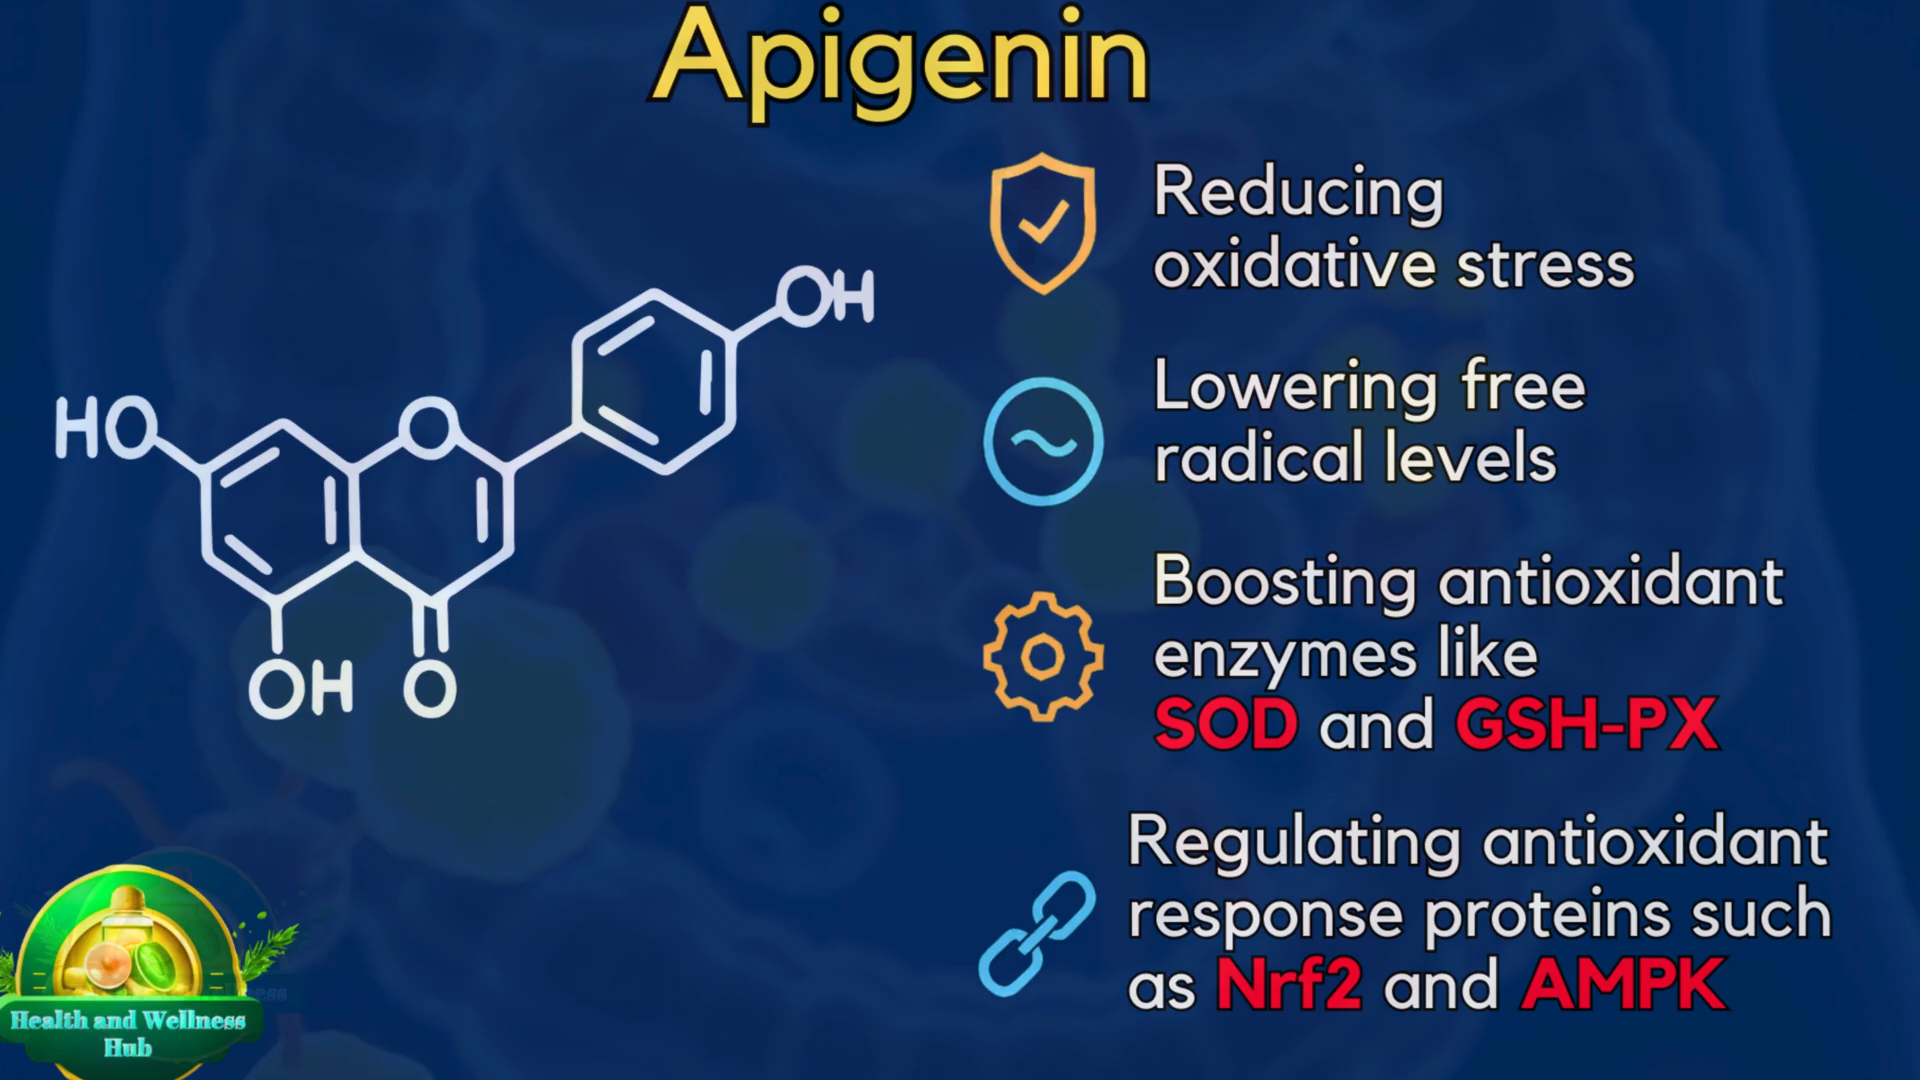 Apigenin
Reducing
oxidative stress
Lowering free
radical levels
Boosting antioxidant
enzymes like
SOD and GSH-PX
Regulating antioxidant
response proteins such
as Nrf2 and AMPK
OH
HO
O
OH
O
Health and Wellness
Hub